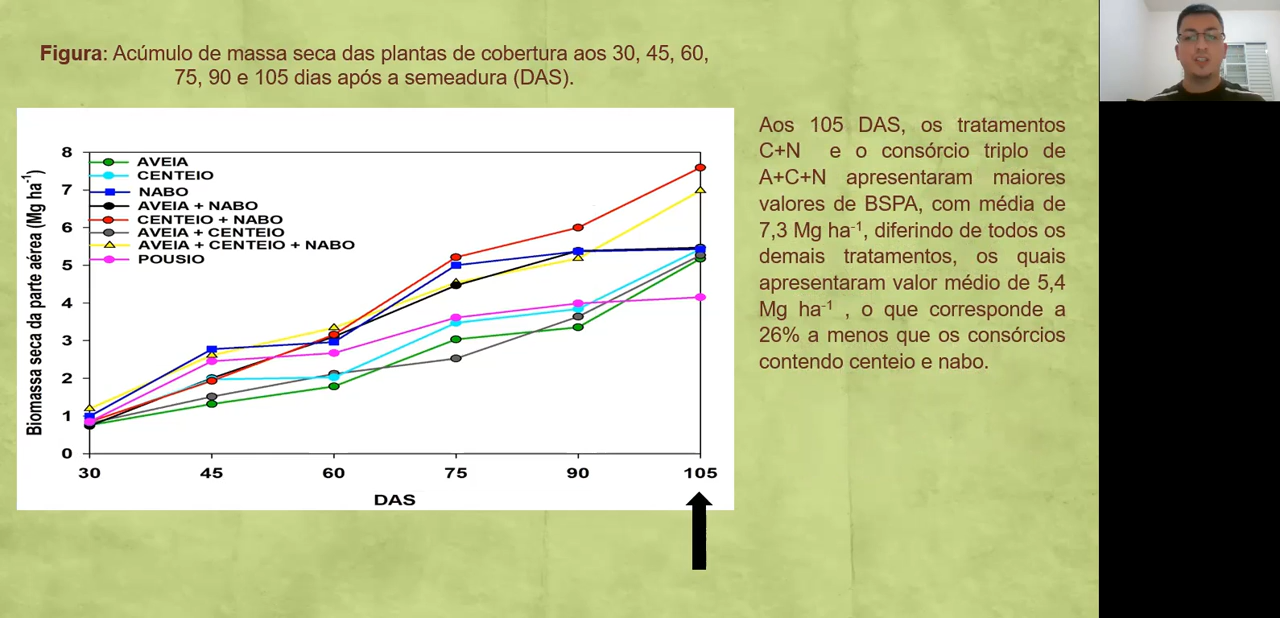 Figura: Acúmulo de massa seca das plantas de cobertura aos 30, 45, 60,
75, 90 e 105 dias após a semeadura (DAS).
Biomassa seca da parte aérea (Mg ha⁻¹)
8
7
6
5
4
3
2
1
0
AVEIA
CENTEIO
NABO
AVEIA + NABO
CENTEIO + NABO
AVEIA + CENTEIO
AVEIA + CENTEIO + NABO
POUSIO
30 45 60 75 90 105
DAS
Aos 105 DAS, os tratamentos
C+N e o consórcio triplo de
A+C+N apresentaram maiores
valores de BSPA, com média de
7,3 Mg ha⁻¹, diferindo de todos os
demais tratamentos, os quais
apresentaram valor médio de 5,4
Mg ha⁻¹ , o que corresponde a
26% a menos que os consórcios
contendo centeio e nabo.